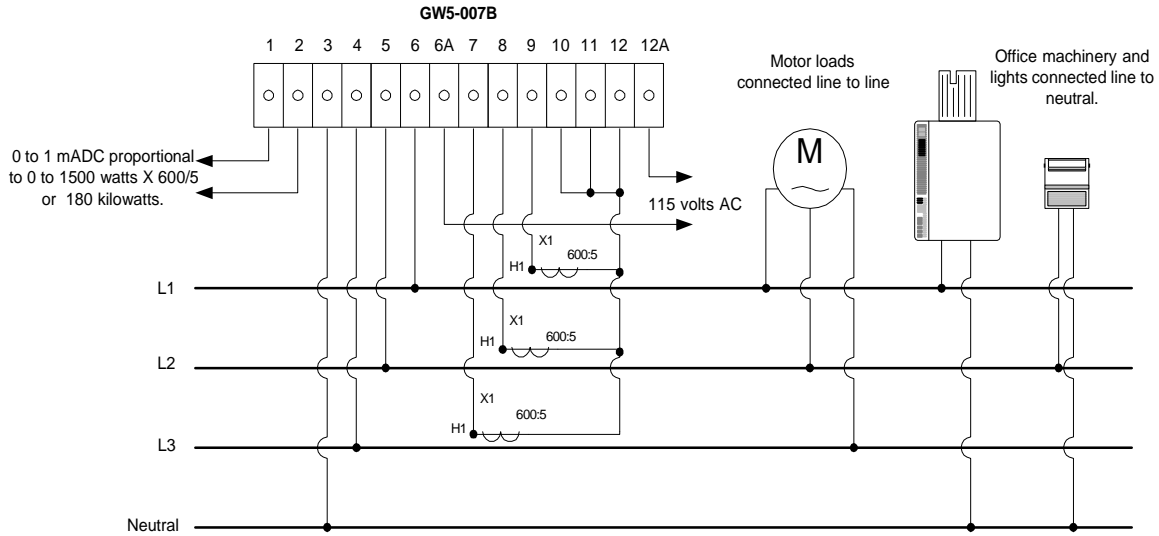 GW5-007B
1 2 3 4 5 6 6A 7 8 9 10 11 12 12A
Motor loads
connected line to line
Office machinery and
lights connected line to
neutral.
0 to 1 mADC proportional
to 0 to 1500 watts X 600/5
or 180 kilowatts.
M
115 volts AC
X1
H1
600:5
L1
X1
H1
600:5
L2
X1
H1
600:5
L3
Neutral